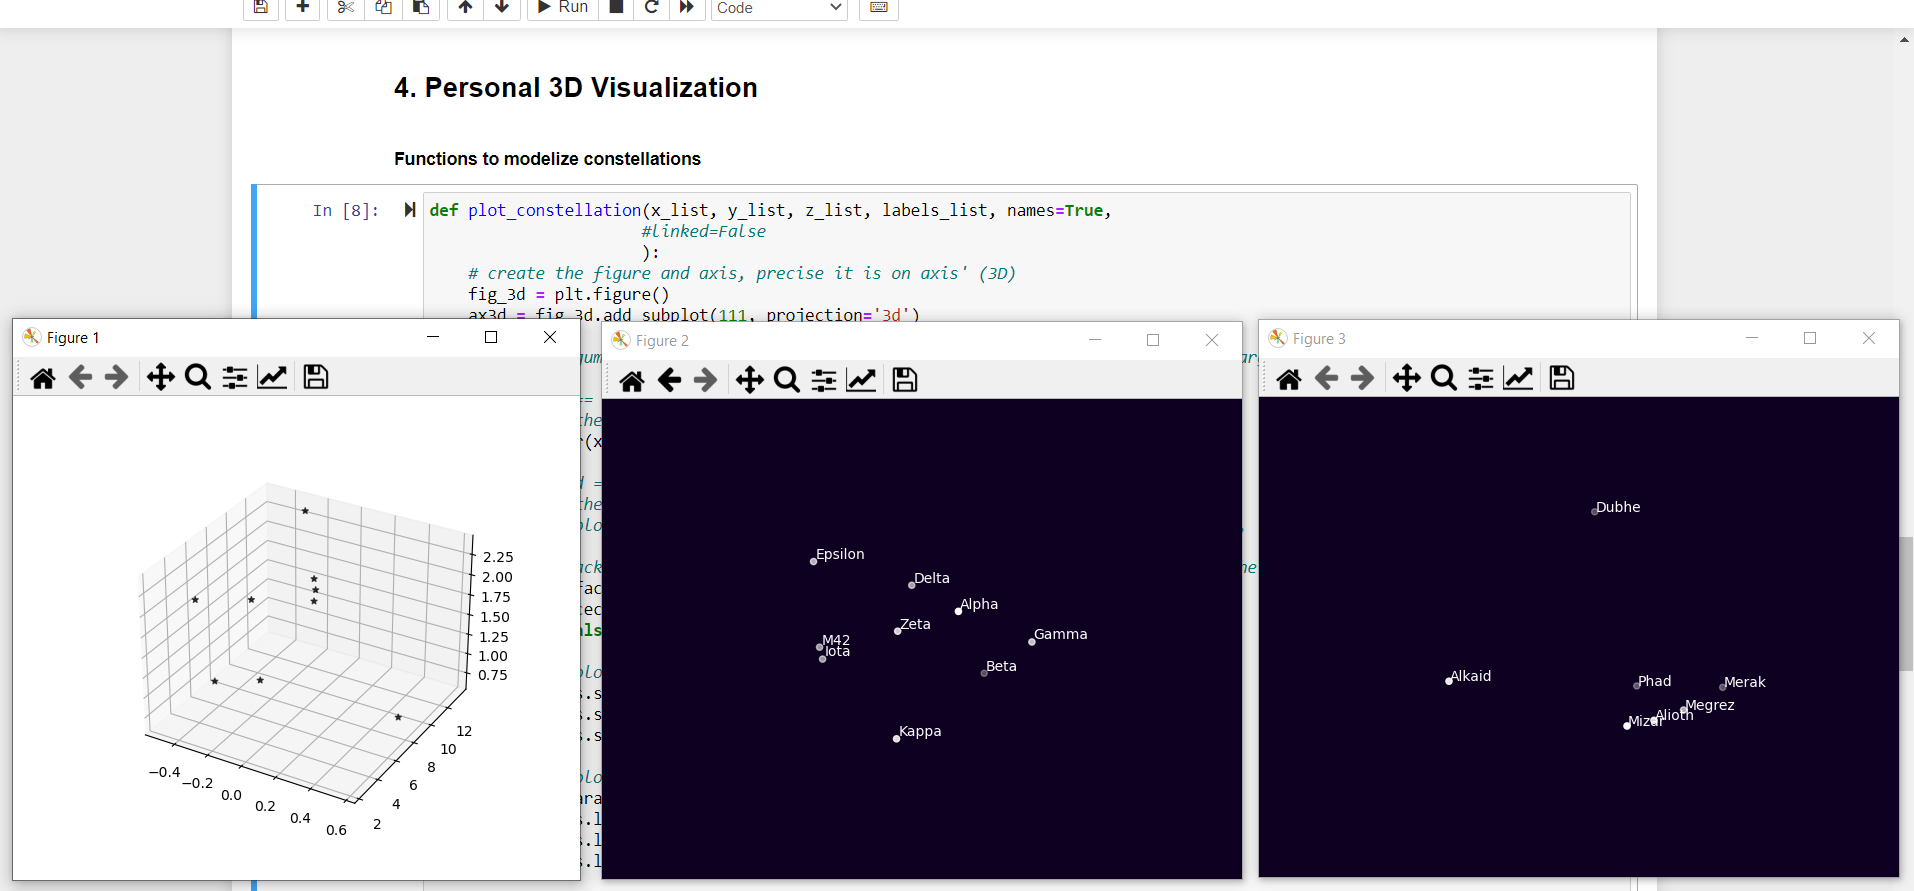 Run
Code
4. Personal 3D Visualization
Functions to modelize constellations
In [8]:
def plot_constellation(x_list, y_list, z_list, labels_list, names=True,
#linked=False
):
# create the figure and axis, precise it is on axis' (3D)
fig_3d = plt.figure()
ax3d = fig_3d.add_subplot(111, projection='3d')
Figure 1
2.25
2.00
1.75
1.50
1.25
1.00
0.75
12
10
8
6
4
2
−0.4
−0.2
0.0
0.2
0.4
0.6
Figure 2
Epsilon
Delta
Alpha
Zeta
Gamma
M42
Iota
Beta
Kappa
Figure 3
Dubhe
Alkaid
Phad
Merak
Megrez
Alioth
Mizar